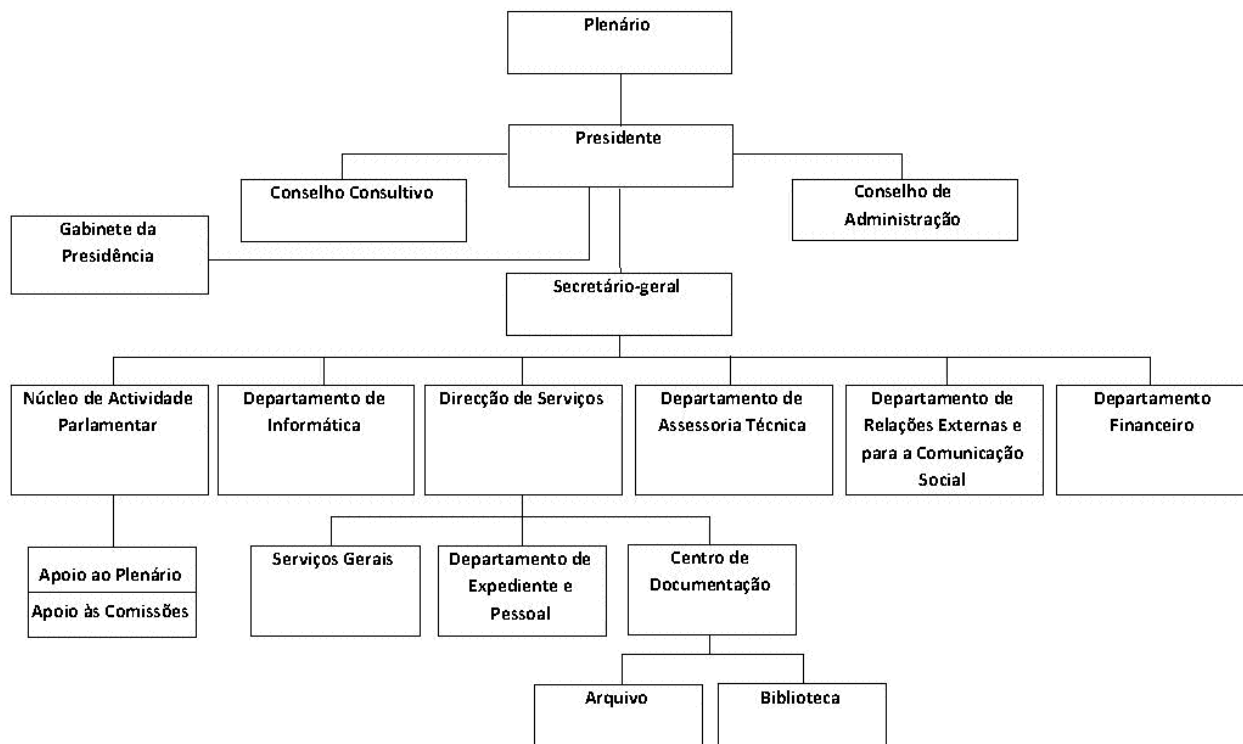 Plenário
Presidente
Conselho Consultivo
Conselho de
Administração
Gabinete da
Presidência
Secretário-geral
Núcleo de Actividade
Parlamentar
Departamento de
Informática
Direcção de Serviços
Departamento de
Assessoria Técnica
Departamento de
Relações Externas e
para a Comunicação
Social
Departamento
Financeiro
Apoio ao Plenário
Apoio às Comissões
Serviços Gerais
Departamento de
Expediente e
Pessoal
Centro de
Documentação
Arquivo
Biblioteca